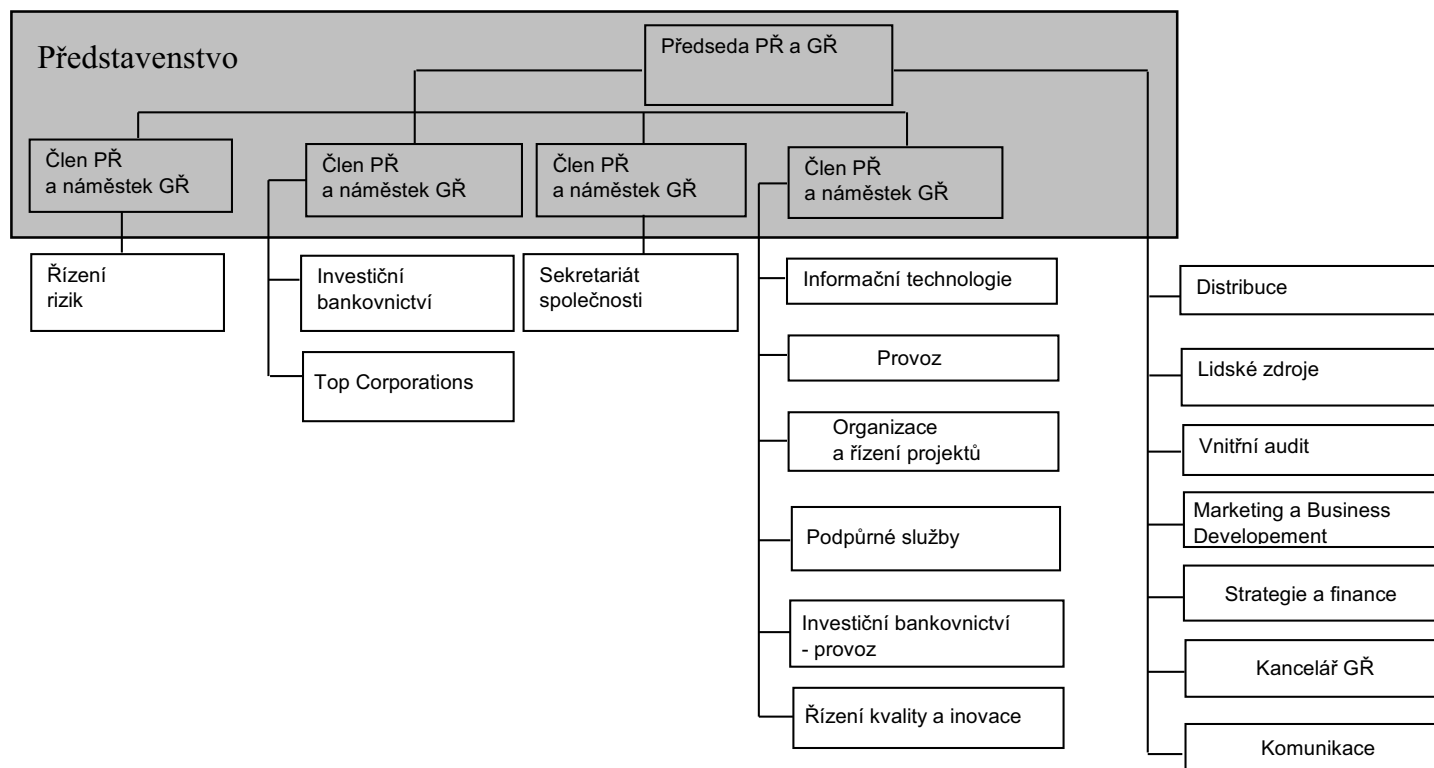 Předseda PŘ a GŘ
Představenstvo
Člen PŘ
a náměstek GŘ
Člen PŘ
a náměstek GŘ
Člen PŘ
a náměstek GŘ
Člen PŘ
a náměstek GŘ
Řízení
rizik
Investiční
bankovnictví
Top Corporations
Sekretariát
společnosti
Informační technologie
Provoz
Organizace
a řízení projektů
Podpůrné služby
Investiční bankovnictví
- provoz
Řízení kvality a inovace
Distribuce
Lidské zdroje
Vnitřní audit
Marketing a Business
Developement
Strategie a finance
Kancelář GŘ
Komunikace